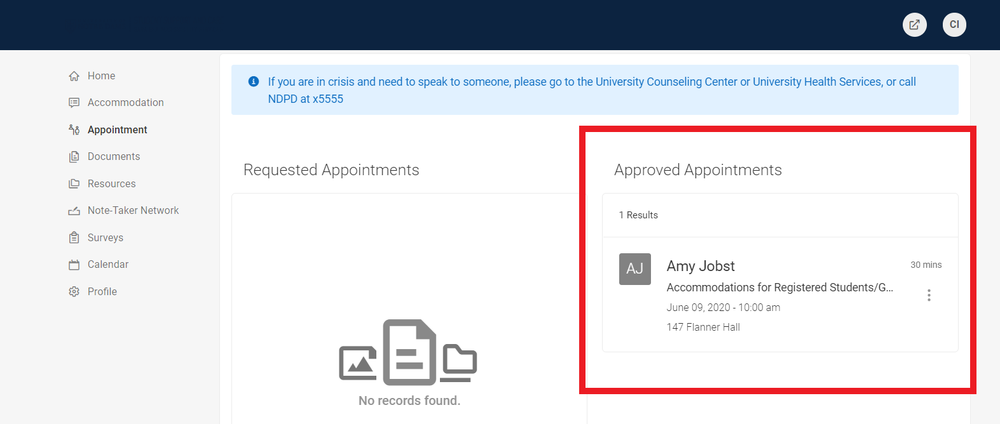 CI
Home
Accommodation
Appointment
Documents
Resources
Note-Taker Network
Surveys
Calendar
Profile
If you are in crisis and need to speak to someone, please go to the University Counseling Center or University Health Services, or call
NDPD at x5555
Requested Appointments
No records found.
Approved Appointments
1 Results
AJ
Amy Jobst
30 mins
Accommodations for Registered Students/G...
June 09, 2020 - 10:00 am
147 Flanner Hall